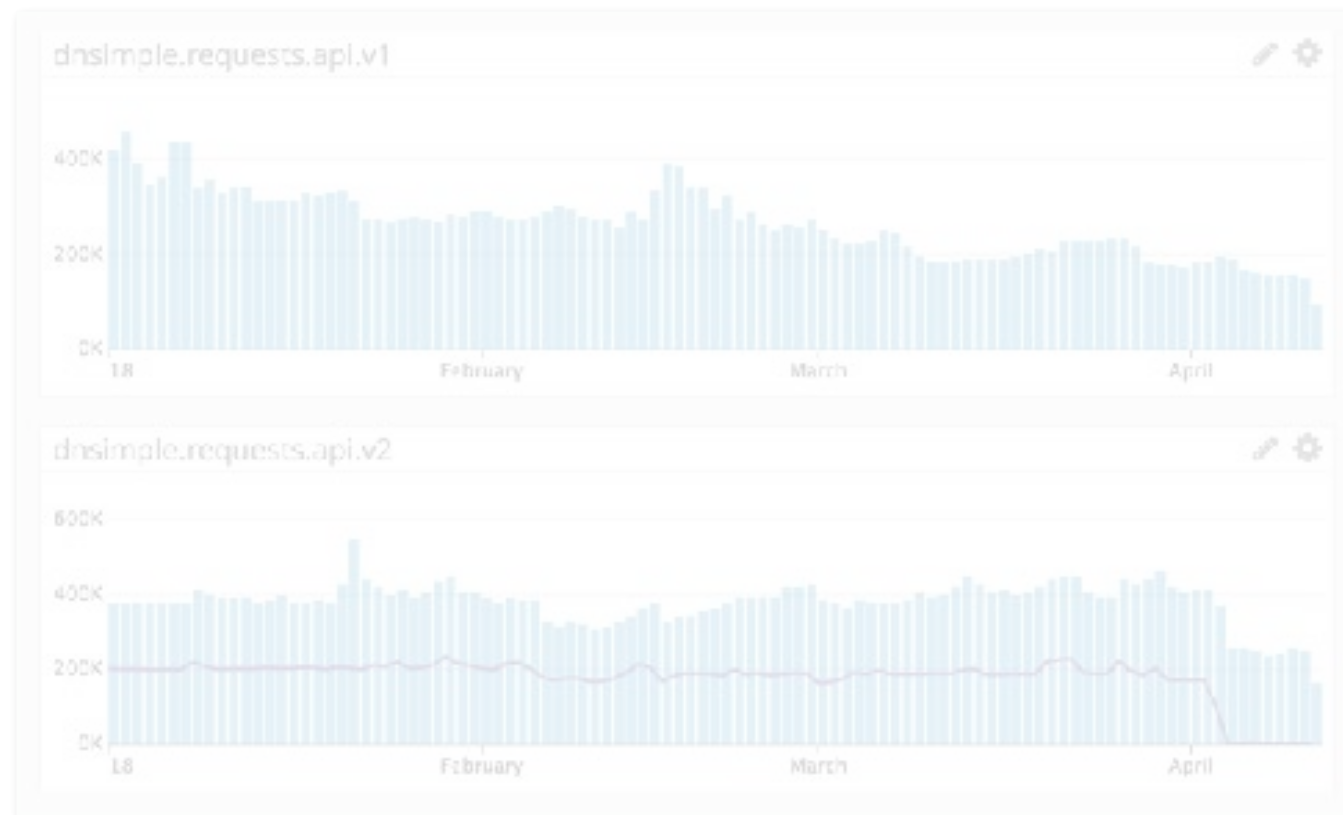 dnsimple.requests.api.v1
400K
200K
0K
18 February March April
dnsimple.requests.api.v2
600K
400K
200K
0K
18 February March April